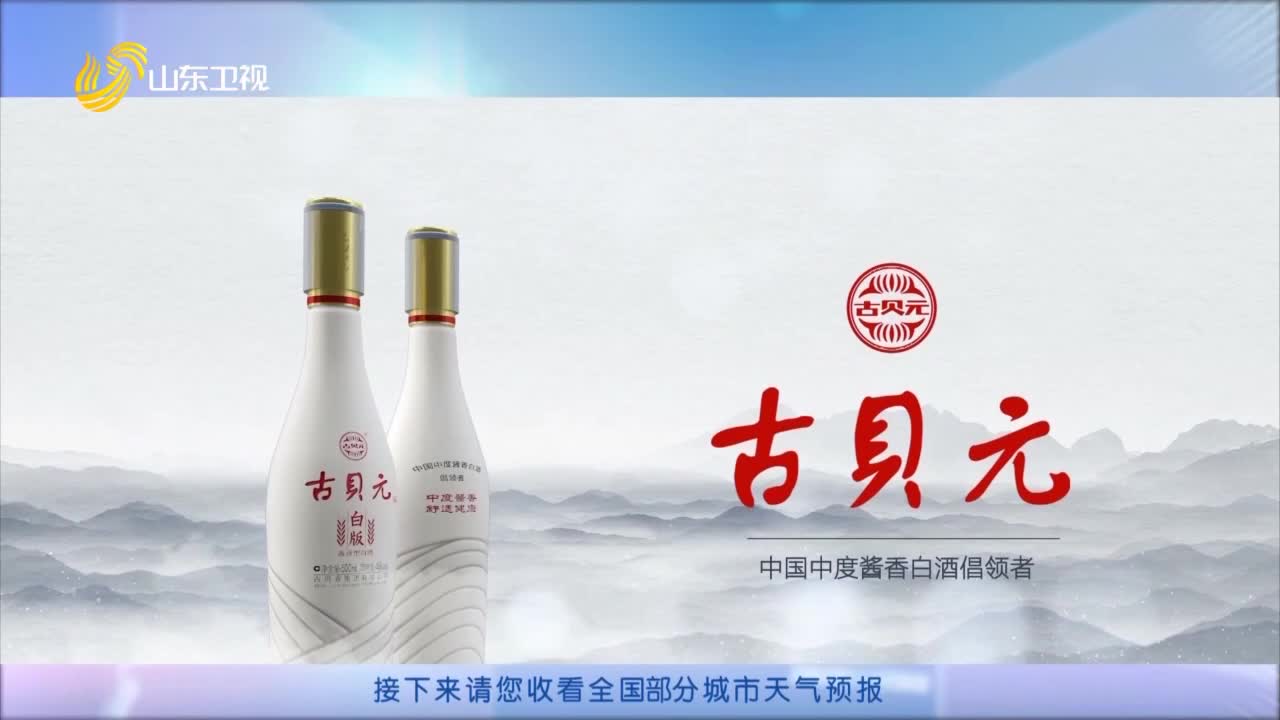 山东卫视
古贝元
古贝元
中国中度酱香白酒倡领者
古贝元
古贝元
白版
中国中度酱香白酒
倡领者
中度酱香
舒适健康
接下来请您收看全国部分城市天气预报